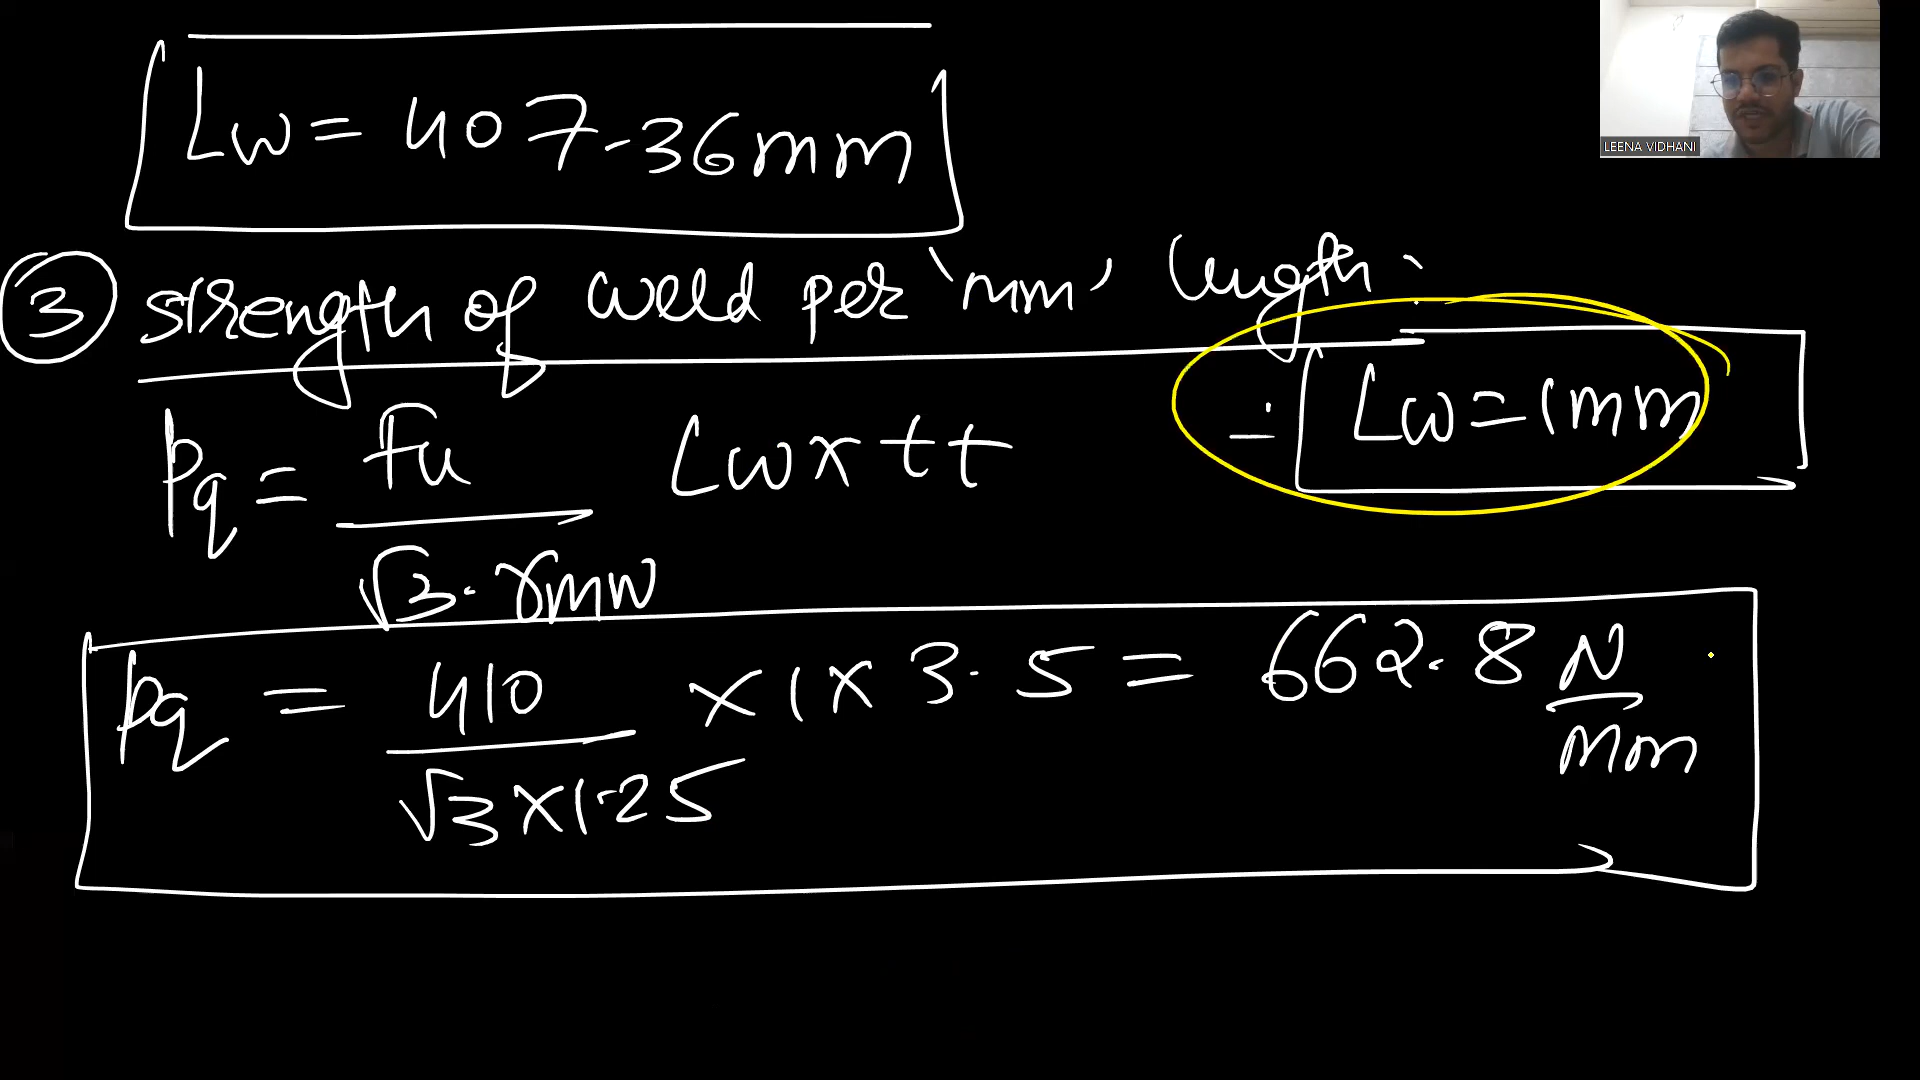 Lw = 407.36mm
LEENA VIDHANI
③ strength of weld per 'mm' length :
∴ Lw = 1mm
Pq = Fu / √3 . γmw Lw x tt
Pq = 410 / √3 x 1.25 x 1 x 3.5 = 662.8 N / mm